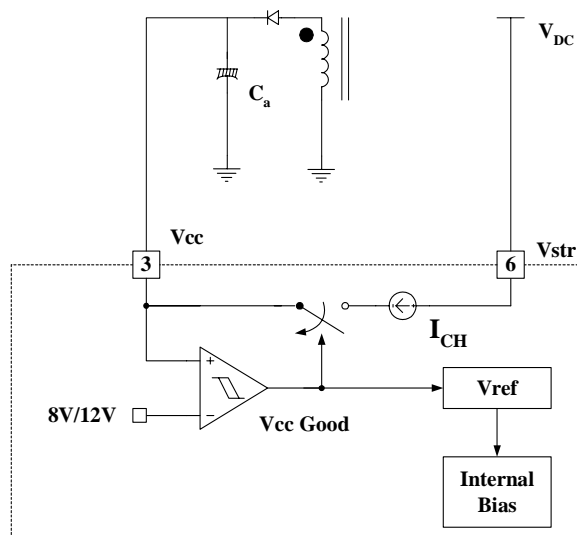 V_DC
C_a
Vcc
Vstr
3
6
I_CH
8V/12V
Vcc Good
Vref
Internal
Bias